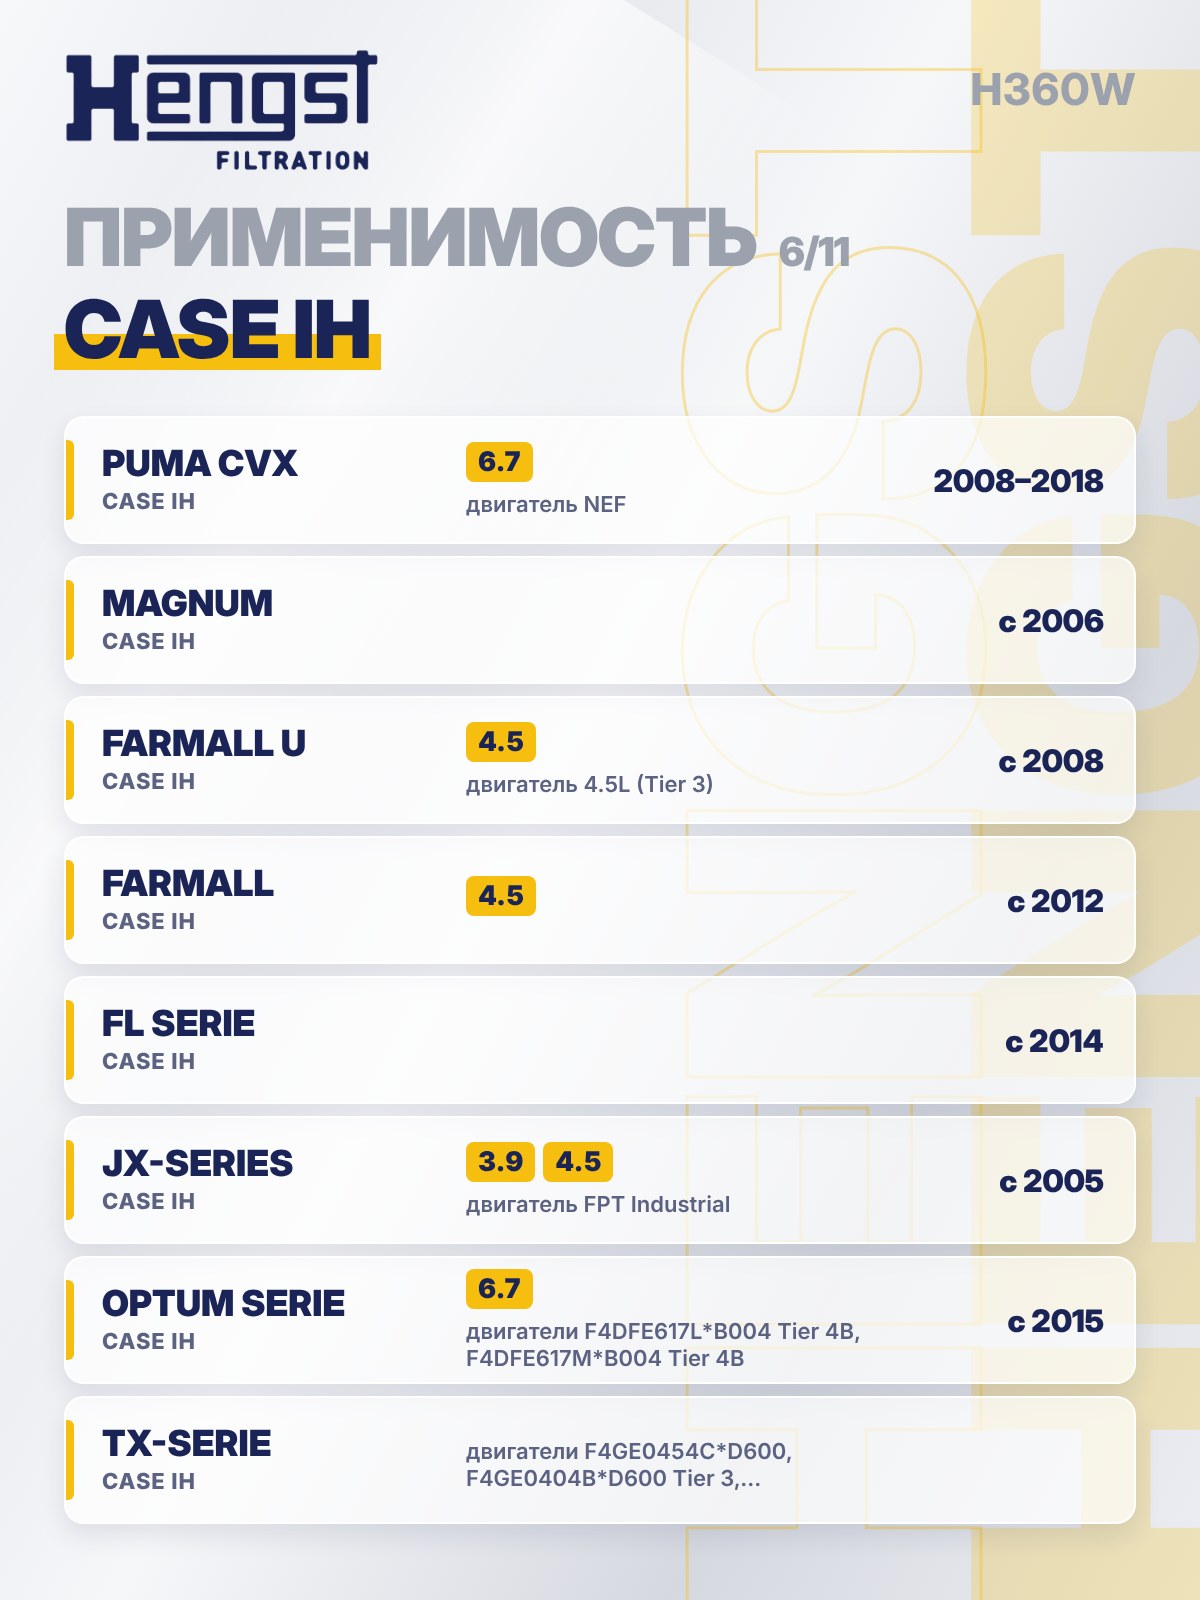 Hengst
FILTRATION
H360W
ПРИМЕНИМОСТЬ 6/11
CASE IH
PUMA CVX
CASE IH
6.7
двигатель NEF
2008–2018
MAGNUM
CASE IH
с 2006
FARMALL U
CASE IH
4.5
двигатель 4.5L (Tier 3)
с 2008
FARMALL
CASE IH
4.5
с 2012
FL SERIE
CASE IH
с 2014
JX-SERIES
CASE IH
3.9 4.5
двигатель FPT Industrial
с 2005
OPTUM SERIE
CASE IH
6.7
двигатели F4DFE617L*B004 Tier 4B,
F4DFE617M*B004 Tier 4B
с 2015
TX-SERIE
CASE IH
двигатели F4GE0454C*D600,
F4GE0404B*D600 Tier 3,...
HENGST
HENGST